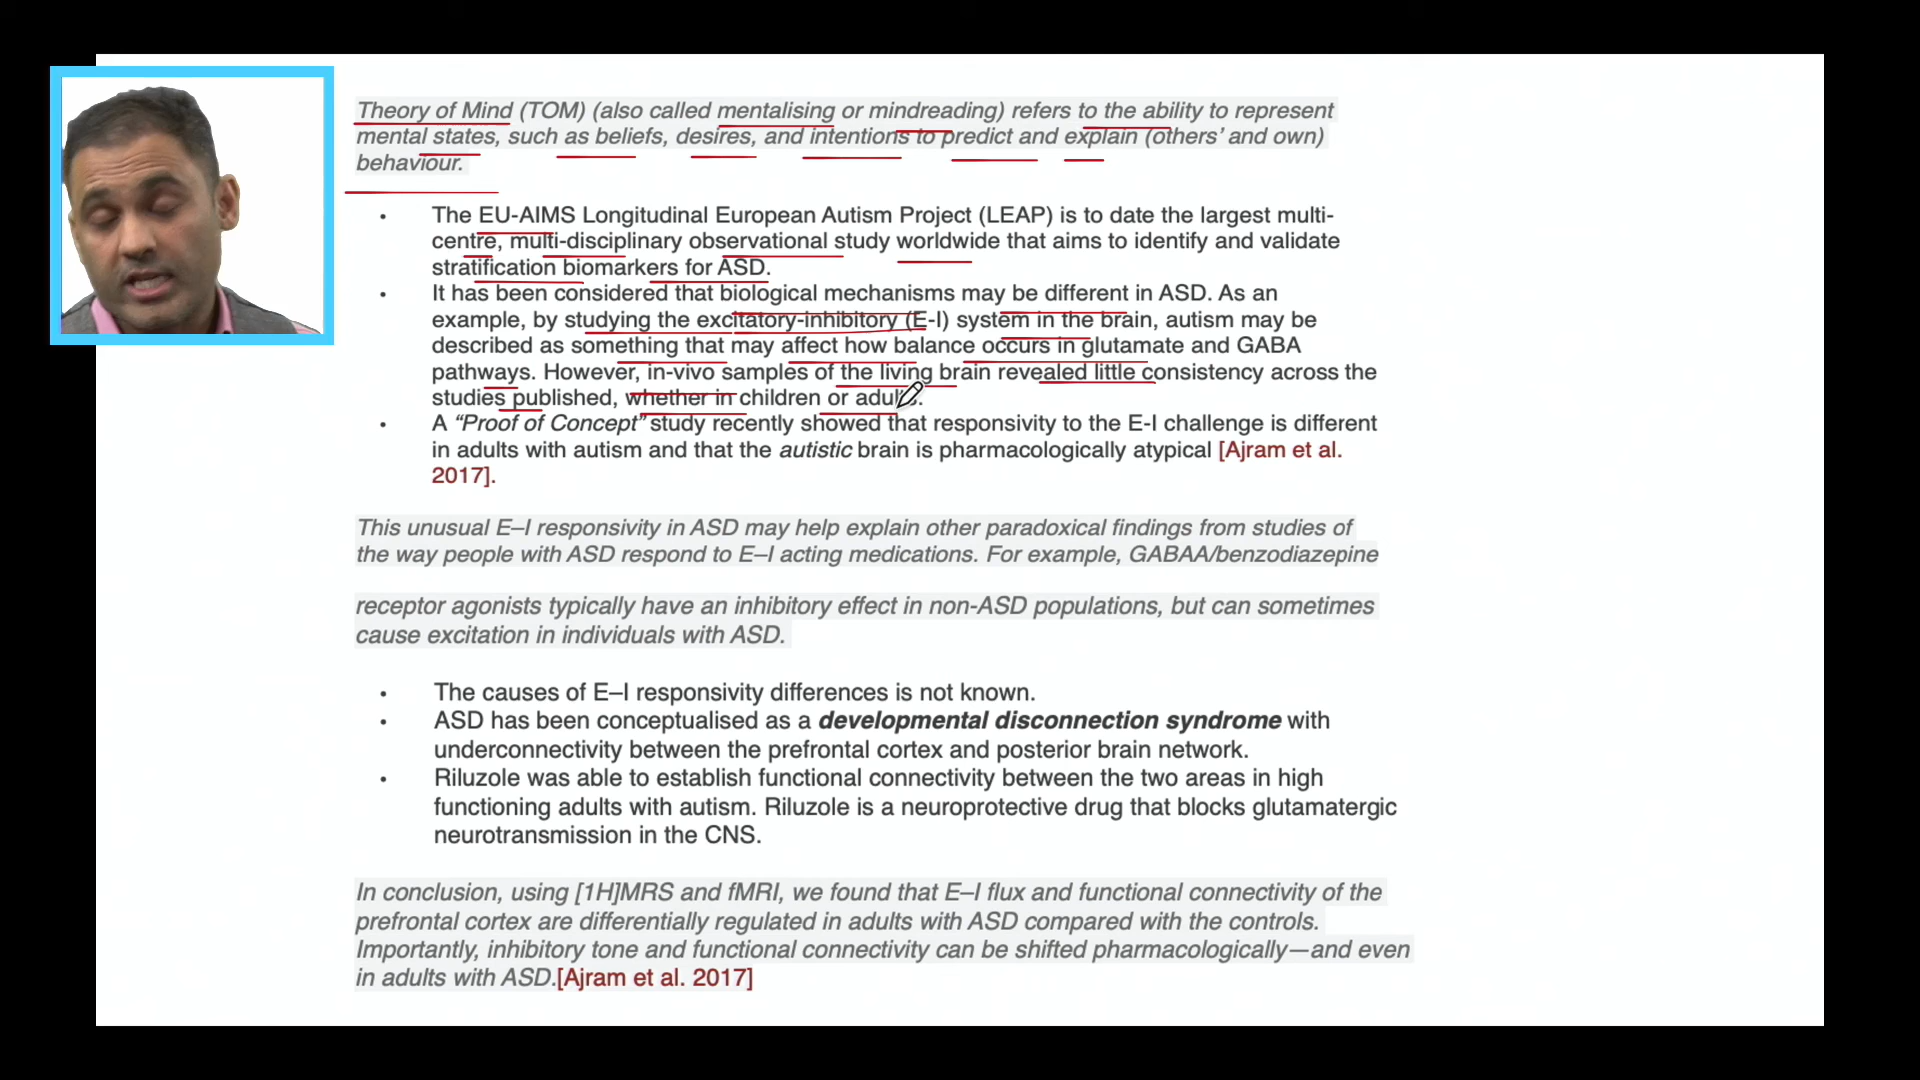 Theory of Mind (TOM) (also called mentalising or mindreading) refers to the ability to represent
mental states, such as beliefs, desires, and intentions to predict and explain (others’ and own)
behaviour.
• The EU-AIMS Longitudinal European Autism Project (LEAP) is to date the largest multi-
centre, multi-disciplinary observational study worldwide that aims to identify and validate
stratification biomarkers for ASD.
• It has been considered that biological mechanisms may be different in ASD. As an
example, by studying the excitatory-inhibitory (E-I) system in the brain, autism may be
described as something that may affect how balance occurs in glutamate and GABA
pathways. However, in-vivo samples of the living brain revealed little consistency across the
studies published, whether in children or adults.
• A “Proof of Concept” study recently showed that responsivity to the E-I challenge is different
in adults with autism and that the autistic brain is pharmacologically atypical [Ajram et al.
2017].
This unusual E–I responsivity in ASD may help explain other paradoxical findings from studies of
the way people with ASD respond to E–I acting medications. For example, GABAA/benzodiazepine
receptor agonists typically have an inhibitory effect in non-ASD populations, but can sometimes
cause excitation in individuals with ASD.
• The causes of E–I responsivity differences is not known.
• ASD has been conceptualised as a developmental disconnection syndrome with
underconnectivity between the prefrontal cortex and posterior brain network.
• Riluzole was able to establish functional connectivity between the two areas in high
functioning adults with autism. Riluzole is a neuroprotective drug that blocks glutamatergic
neurotransmission in the CNS.
In conclusion, using [1H]MRS and fMRI, we found that E–I flux and functional connectivity of the
prefrontal cortex are differentially regulated in adults with ASD compared with the controls.
Importantly, inhibitory tone and functional connectivity can be shifted pharmacologically—and even
in adults with ASD.[Ajram et al. 2017]